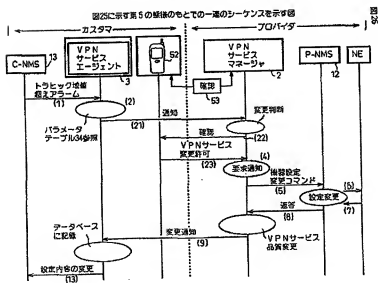 図25に示す第5の態様のもとでの一連のシーケンスを示す図
図26
カスタマ
プロバイダ
C-NMS
13
VPN
サービス
エージェント
3
52
VPN
サービス
マネージャ
2
P-NMS
12
NE
確認
53
トラヒック域値
超えアラーム
(1)
(2)
通知
(21)
変更判断
(22)
パラメータ
テーブル34参照
確認
VPNサービス
変更許可
(23)
(4)
要求通知
機器設定
変更コマンド
(5)
(5)
設定変更
(7)
返答
(8)
データベース
に記録
変更通知
(9)
VPNサービス
品質変更
設定内容の変更
(13)